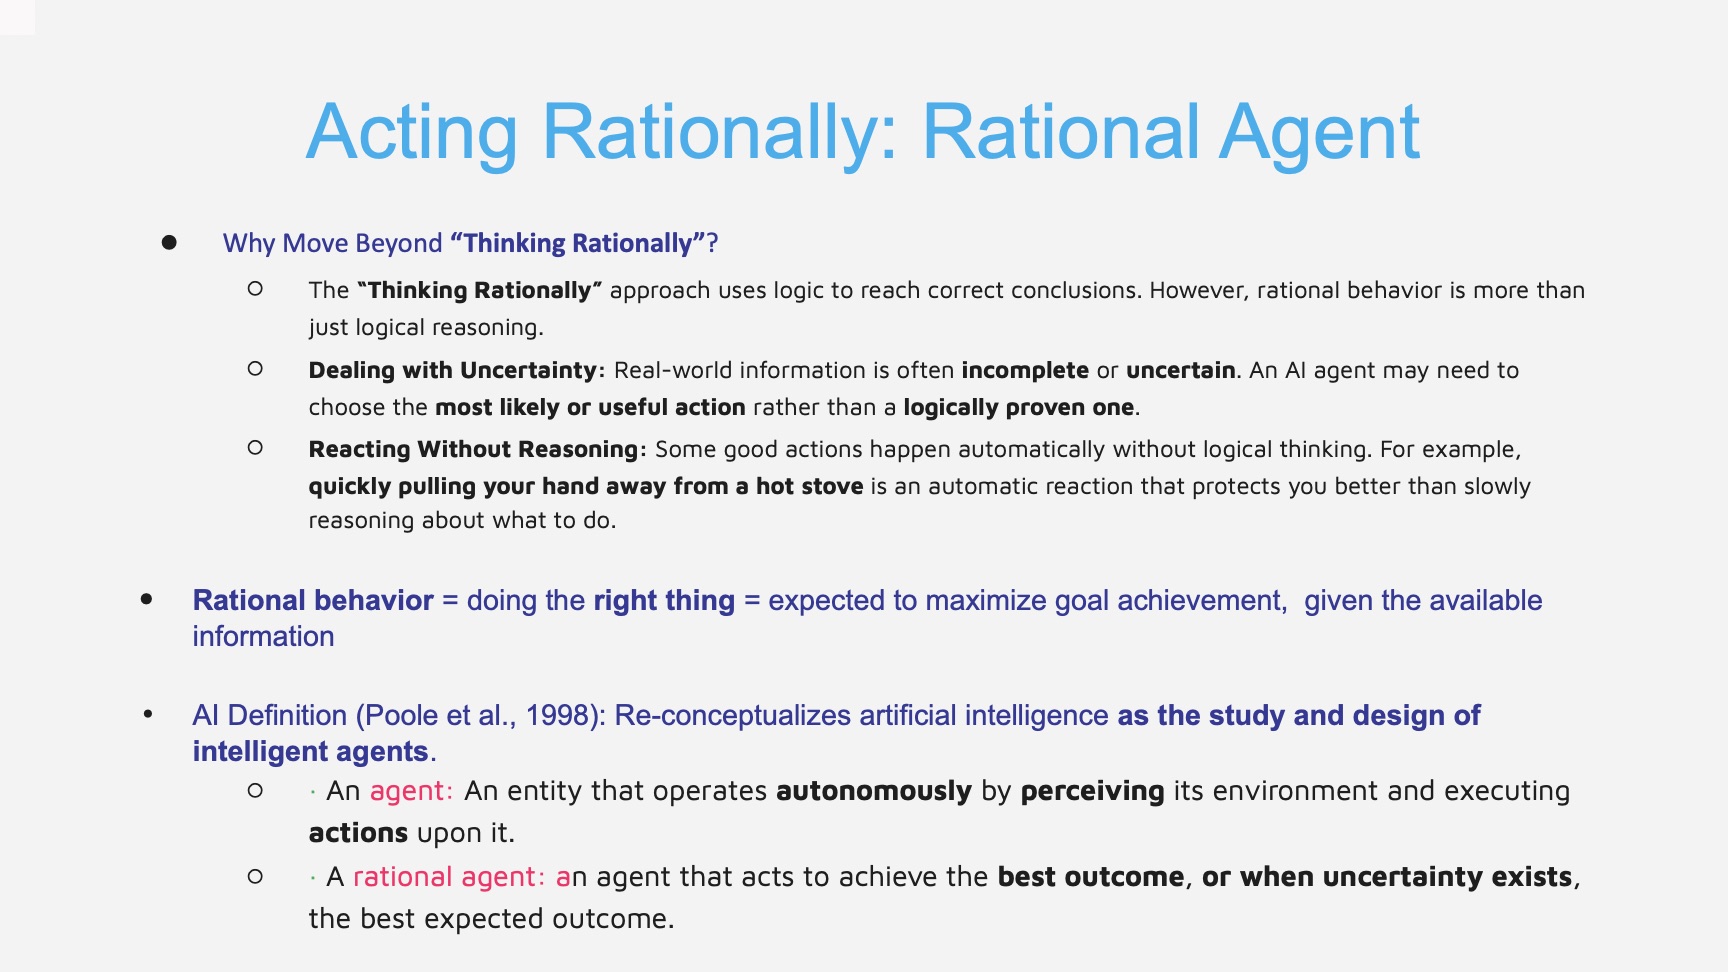 Acting Rationally: Rational Agent
● Why Move Beyond “Thinking Rationally”?
○ The “Thinking Rationally” approach uses logic to reach correct conclusions. However, rational behavior is more than
just logical reasoning.
○ Dealing with Uncertainty: Real-world information is often incomplete or uncertain. An AI agent may need to
choose the most likely or useful action rather than a logically proven one.
○ Reacting Without Reasoning: Some good actions happen automatically without logical thinking. For example,
quickly pulling your hand away from a hot stove is an automatic reaction that protects you better than slowly
reasoning about what to do.
• Rational behavior = doing the right thing = expected to maximize goal achievement, given the available
information
• AI Definition (Poole et al., 1998): Re-conceptualizes artificial intelligence as the study and design of
intelligent agents.
○ · An agent: An entity that operates autonomously by perceiving its environment and executing
actions upon it.
○ · A rational agent: an agent that acts to achieve the best outcome, or when uncertainty exists,
the best expected outcome.